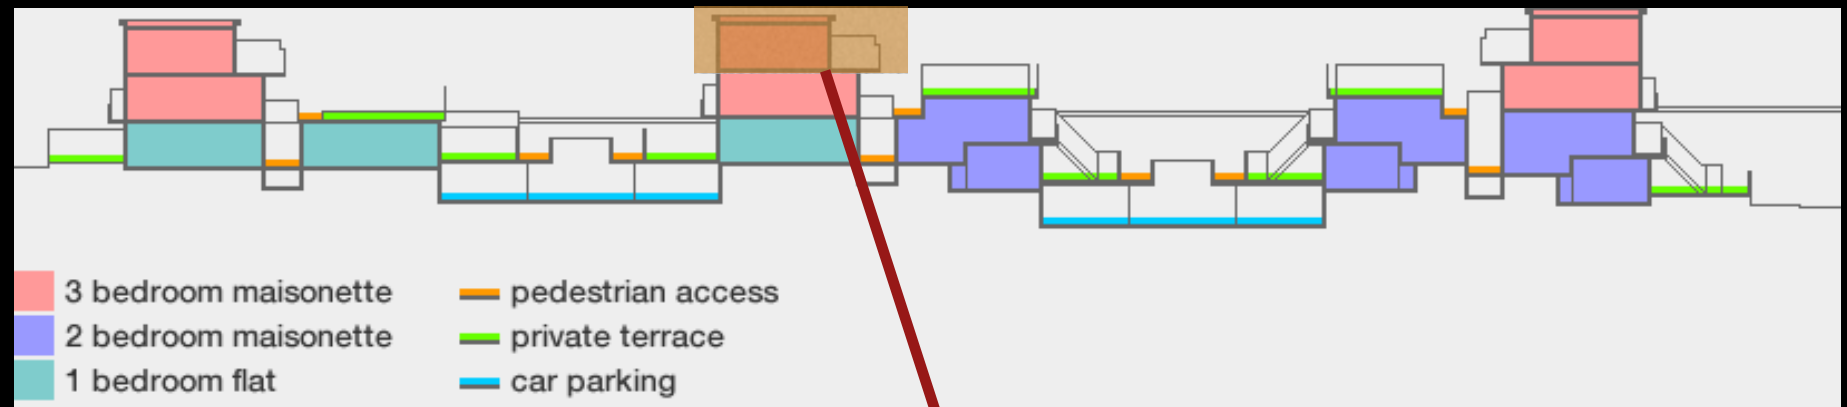 3 bedroom maisonette
2 bedroom maisonette
1 bedroom flat
pedestrian access
private terrace
car parking